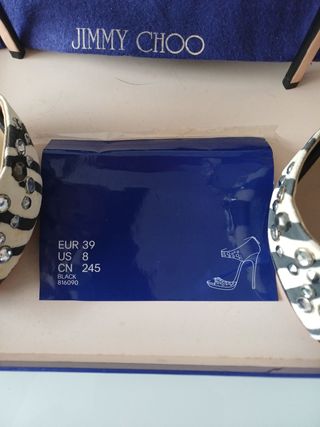 JIMMY CHOO
EUR 39
US 8
CN 245
BLACK
816090